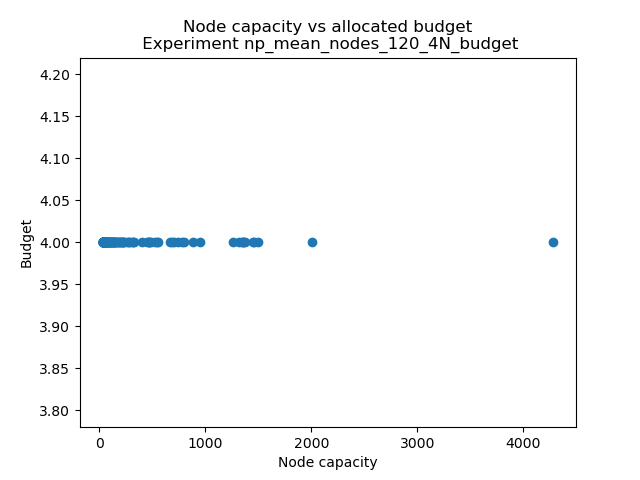 Node capacity vs allocated budget
Experiment np_mean_nodes_120_4N_budget
4.20
4.15
4.10
4.05
4.00
3.95
3.90
3.85
3.80
Budget
0 1000 2000 3000 4000
Node capacity